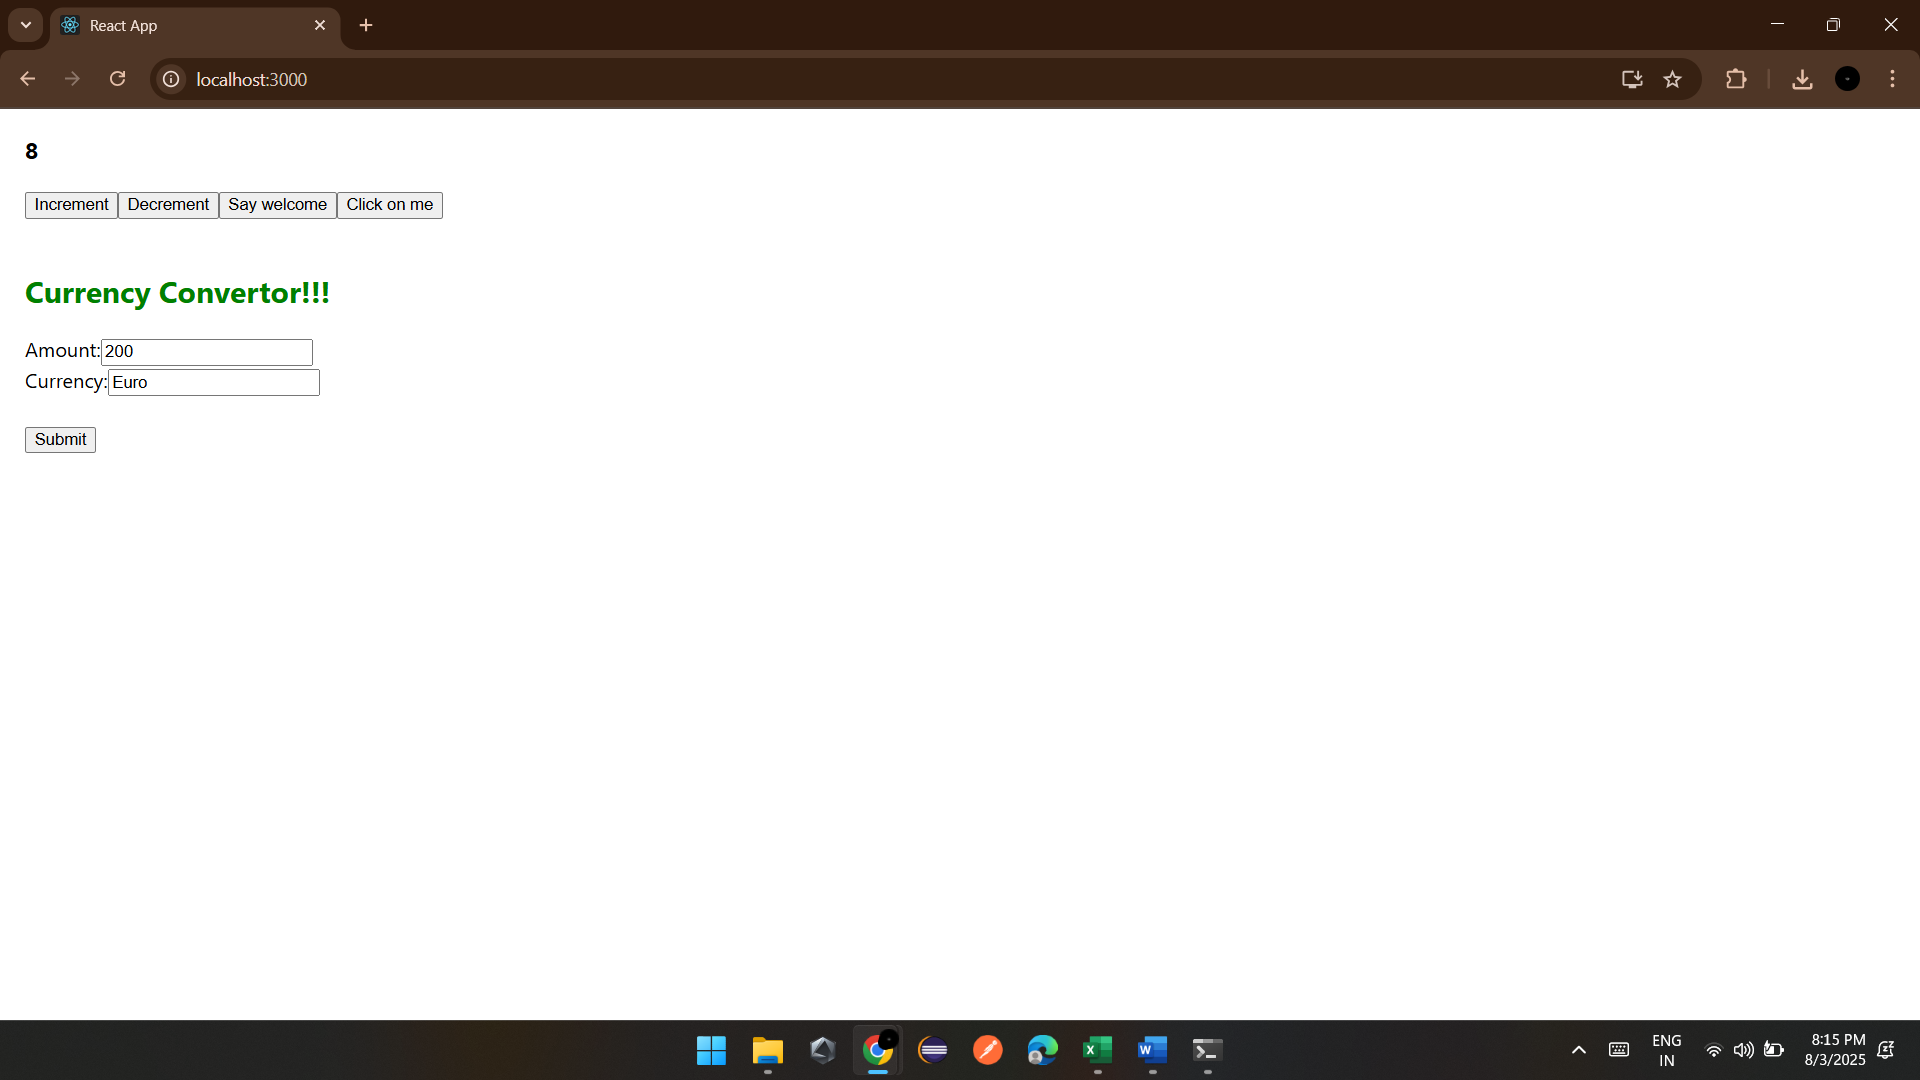 React App
localhost:3000
8
Increment Decrement Say welcome Click on me
Currency Convertor!!!
Amount: 200
Currency: Euro
Submit
ENG
IN
8:15 PM
8/3/2025